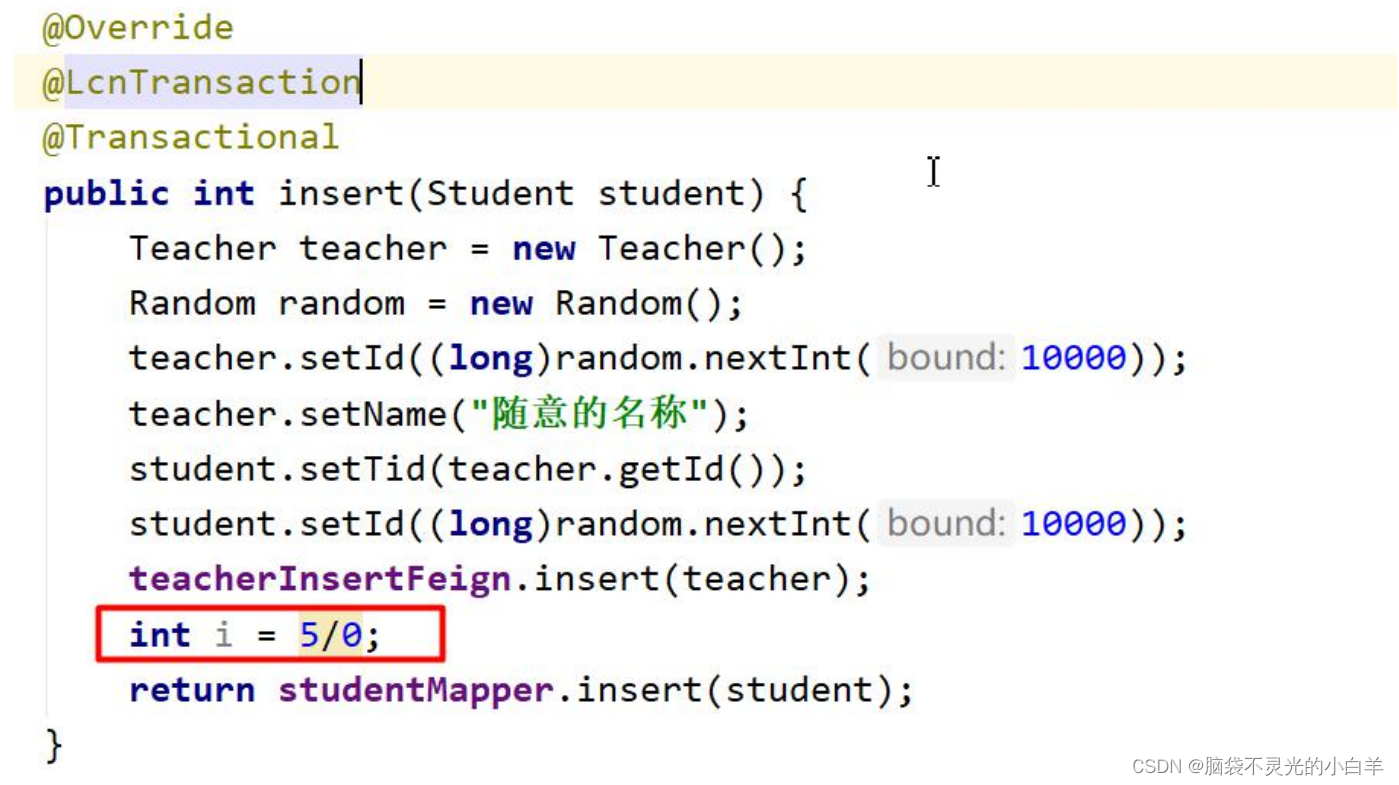 @Override
@LcnTransaction
@Transactional
public int insert(Student student) {
Teacher teacher = new Teacher();
Random random = new Random();
teacher.setId((long)random.nextInt( bound: 10000));
teacher.setName("随意的名称");
student.setTid(teacher.getId());
student.setId((long)random.nextInt( bound: 10000));
teacherInsertFeign.insert(teacher);
int i = 5/0;
return studentMapper.insert(student);
}
CSDN @脑袋不灵光的小白羊